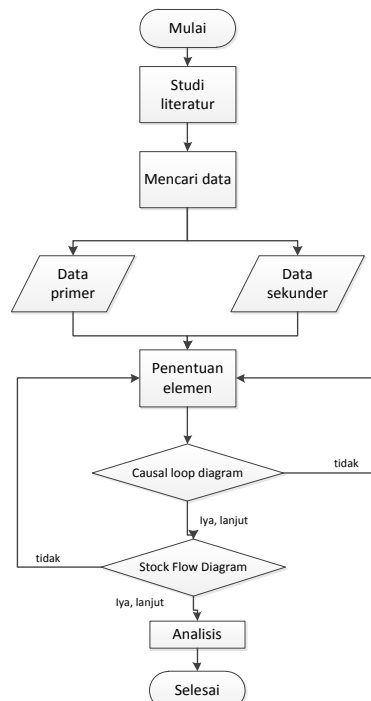 Mulai
Studi
literatur
Mencari data
Data
primer
Data
sekunder
Penentuan
elemen
Causal loop diagram
tidak
Iya, lanjut
tidak
Stock Flow Diagram
Iya, lanjut
Analisis
Selesai